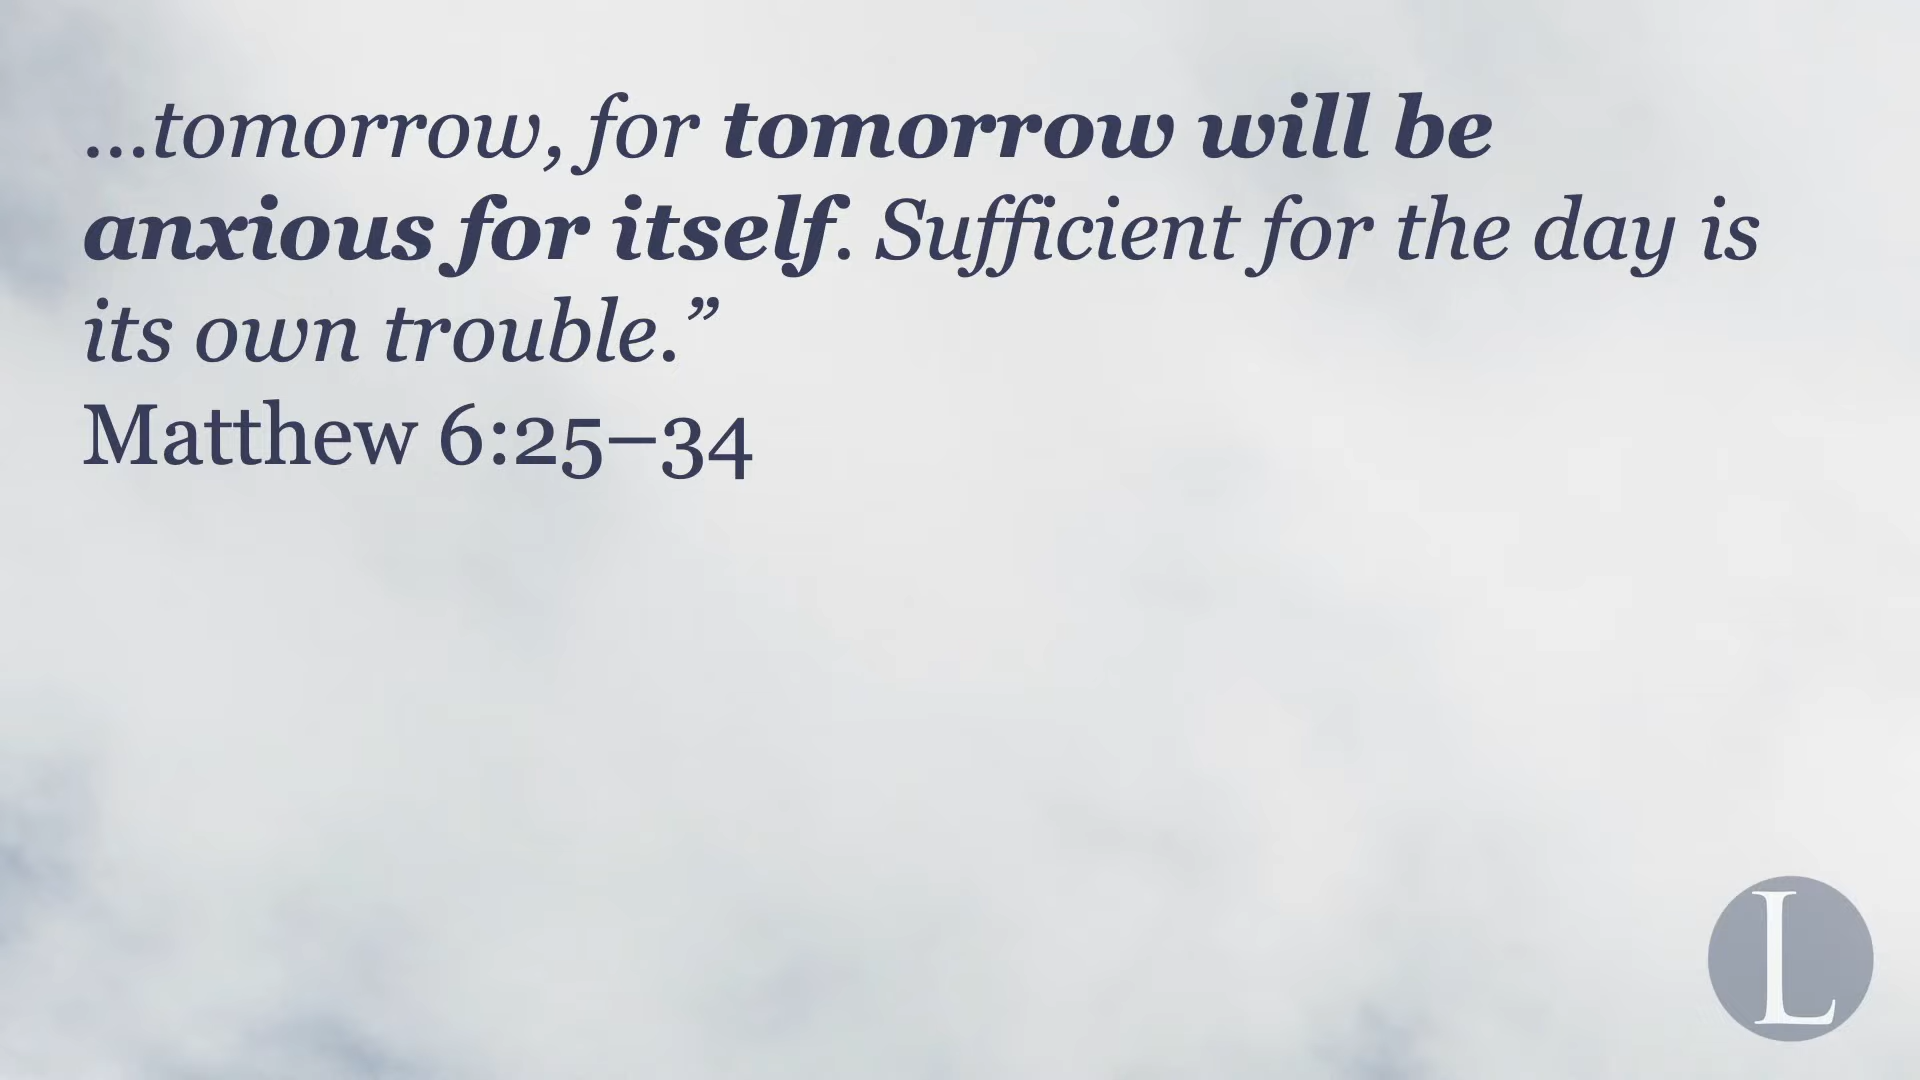 ...tomorrow, for tomorrow will be
anxious for itself. Sufficient for the day is
its own trouble.”
Matthew 6:25–34
L